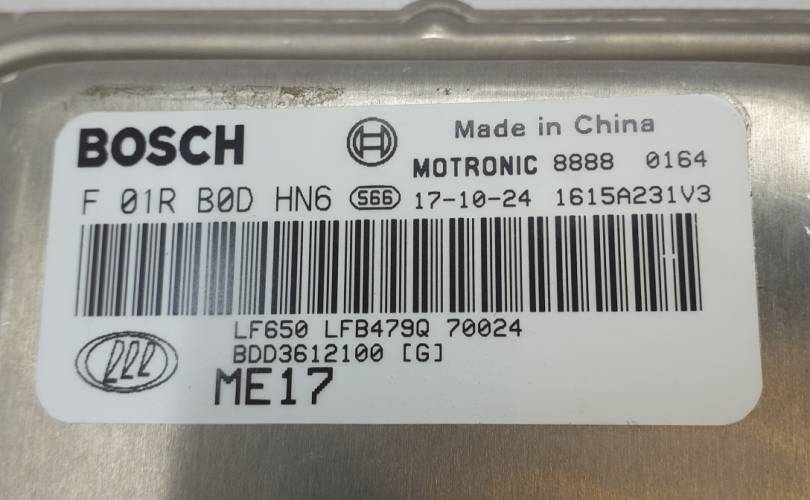 BOSCH
Made in China
MOTRONIC 8888 0164
F 01R B0D HN6 S66 17-10-24 1615A231V3
LF650 LFB479Q 70024
BDD3612100 [G]
ME17